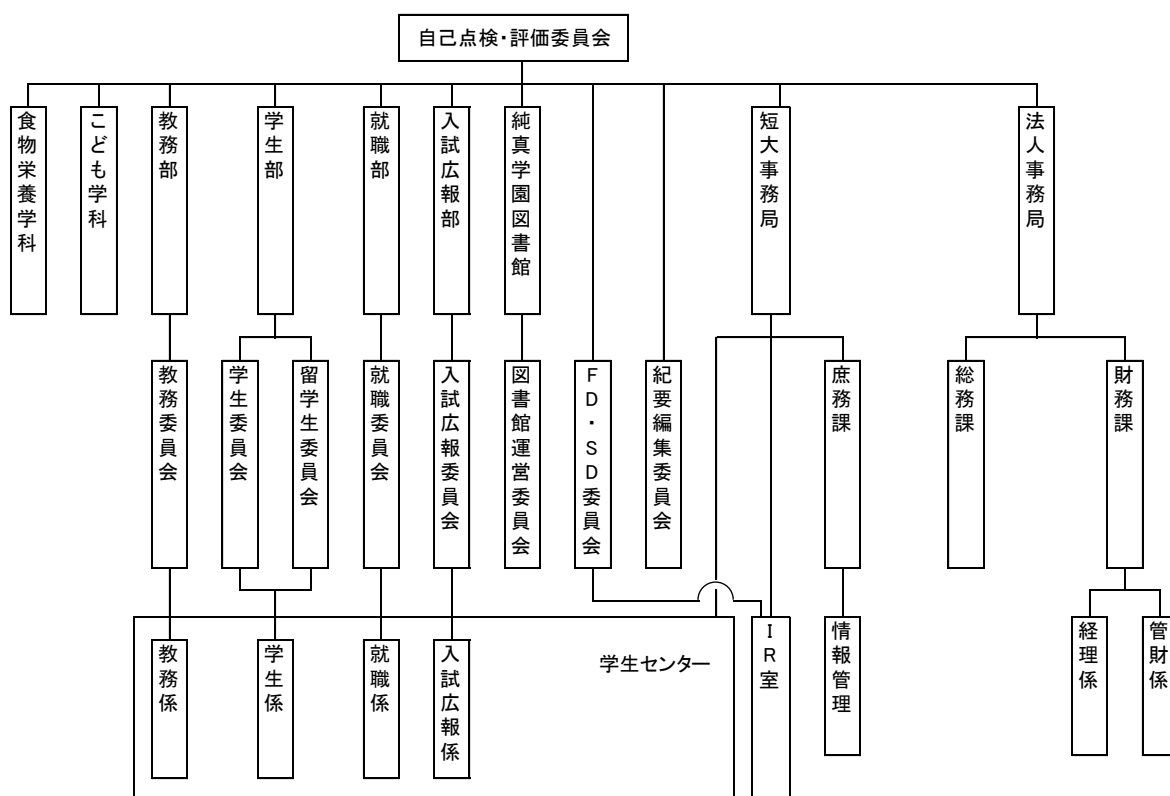 自己点検・評価委員会
食物栄養学科
こども学科
教務部
学生部
就職部
入試広報部
純真学園図書館
短大事務局
法人事務局
教務委員会
学生委員会
留学生委員会
就職委員会
入試広報委員会
図書館運営委員会
FD・SD委員会
紀要編集委員会
庶務課
総務課
財務課
教務係
学生係
就職係
入試広報係
学生センター
IR室
情報管理
経理係
管財係